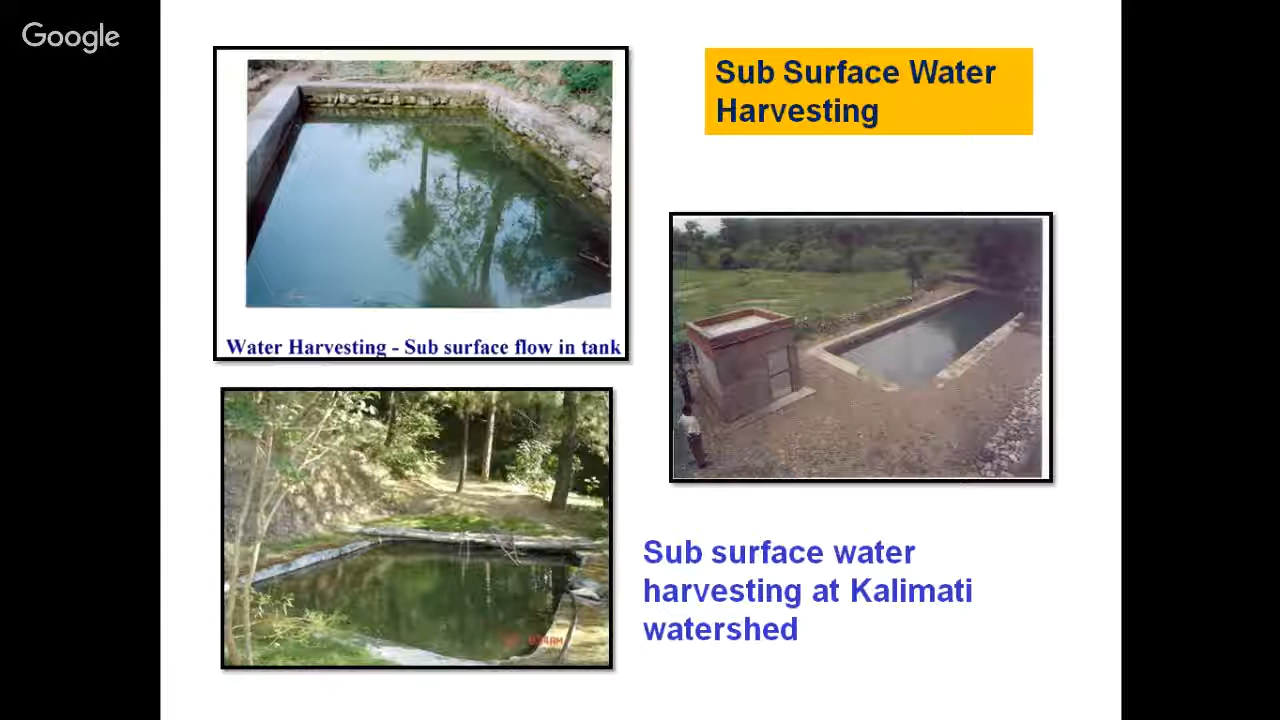 Google
Sub Surface Water
Harvesting
Water Harvesting - Sub surface flow in tank
Sub surface water
harvesting at Kalimati
watershed